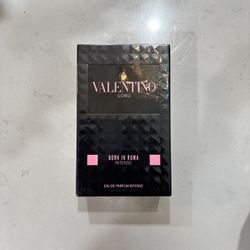 VALENTINO
UOMO
BORN IN ROMA
INTENSE
EAU DE PARFUM INTENSE